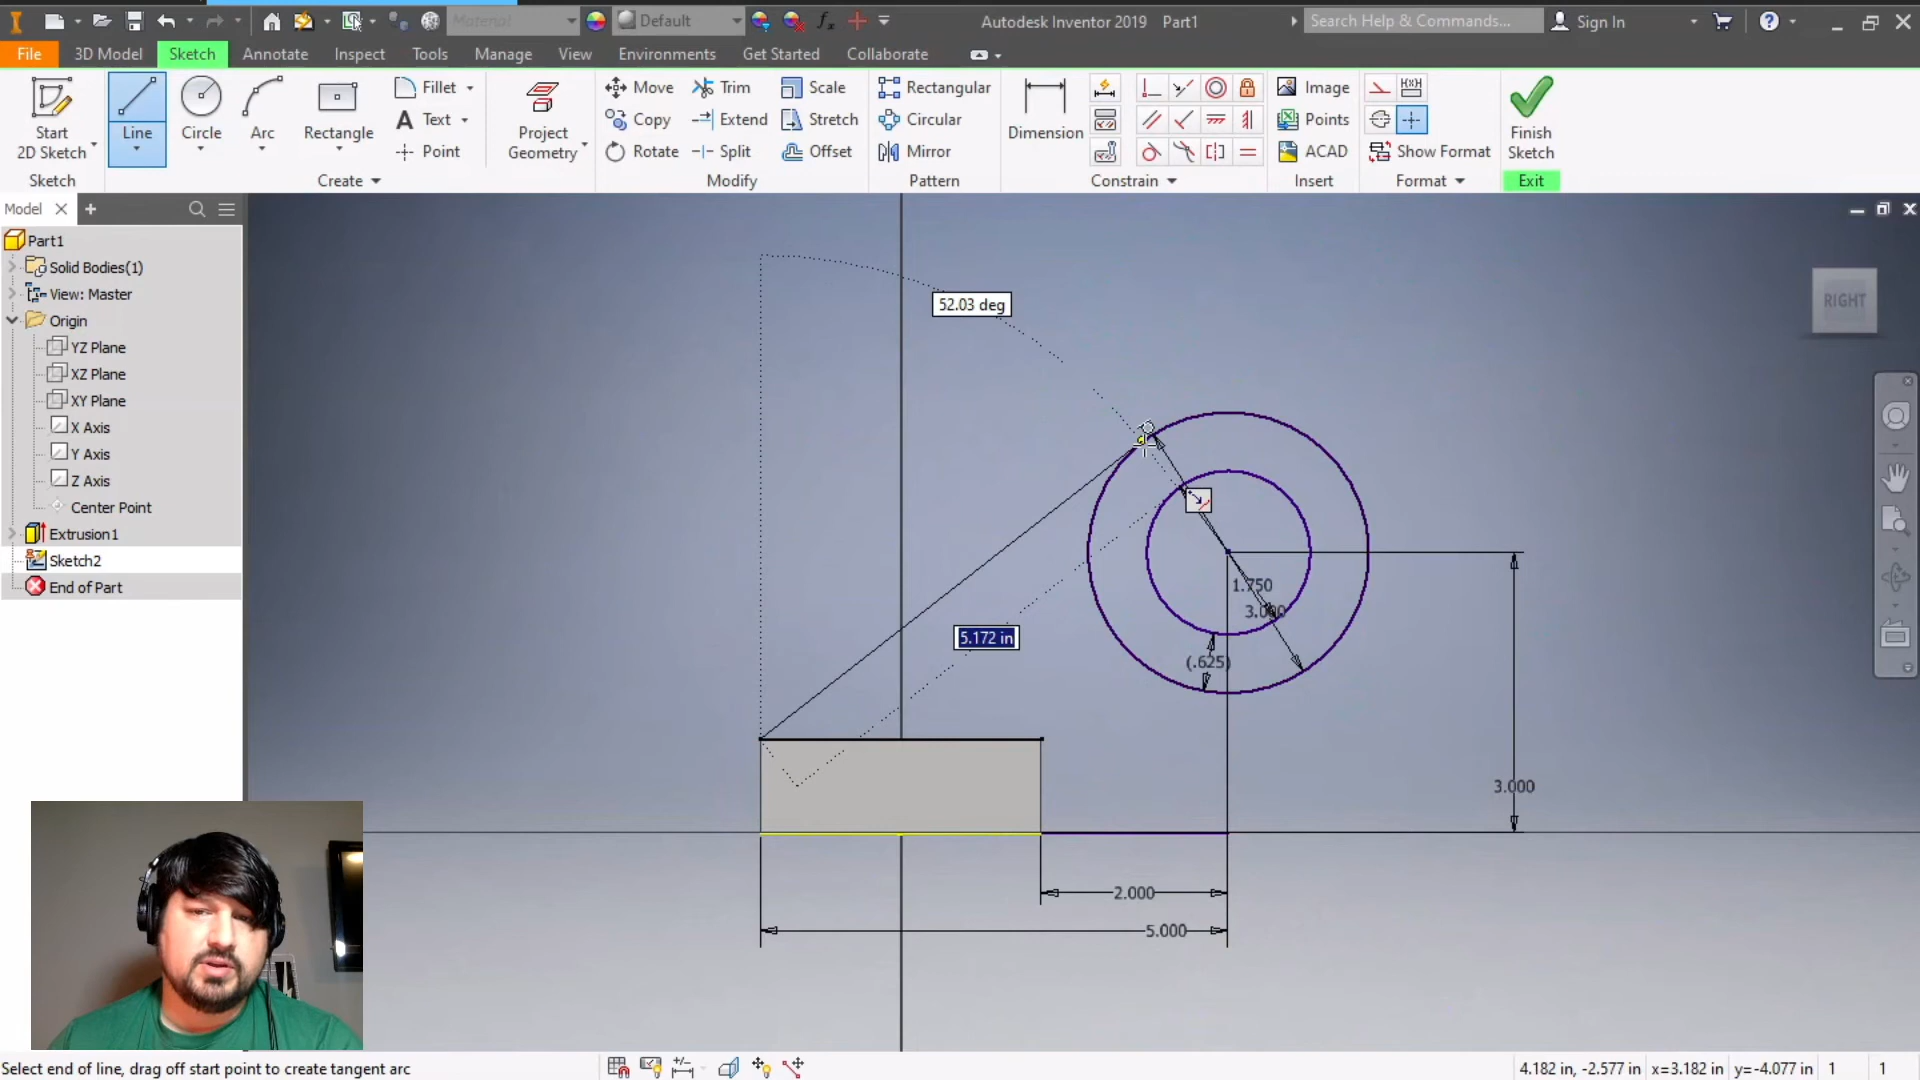 Material
Default
Autodesk Inventor 2019 Part1
Search Help & Commands...
Sign In
File
3D Model
Sketch
Annotate
Inspect
Tools
Manage
View
Environments
Get Started
Collaborate
Start
2D Sketch
Line
Circle
Arc
Rectangle
Fillet
Text
Point
Project
Geometry
Move
Copy
Rotate
Trim
Extend
Split
Scale
Stretch
Offset
Rectangular
Circular
Mirror
Dimension
Image
Points
ACAD
Show Format
Finish
Sketch
Sketch
Create
Modify
Pattern
Constrain
Insert
Format
Exit
Model
Part1
Solid Bodies(1)
View: Master
Origin
YZ Plane
XZ Plane
XY Plane
X Axis
Y Axis
Z Axis
Center Point
Extrusion1
Sketch2
End of Part
RIGHT
52.03 deg
5.172 in
1.750
3.000
(.625)
3.000
2.000
5.000
Select end of line, drag off start point to create tangent arc
4.182 in, -2.577 in x=3.182 in y=-4.077 in 1 1